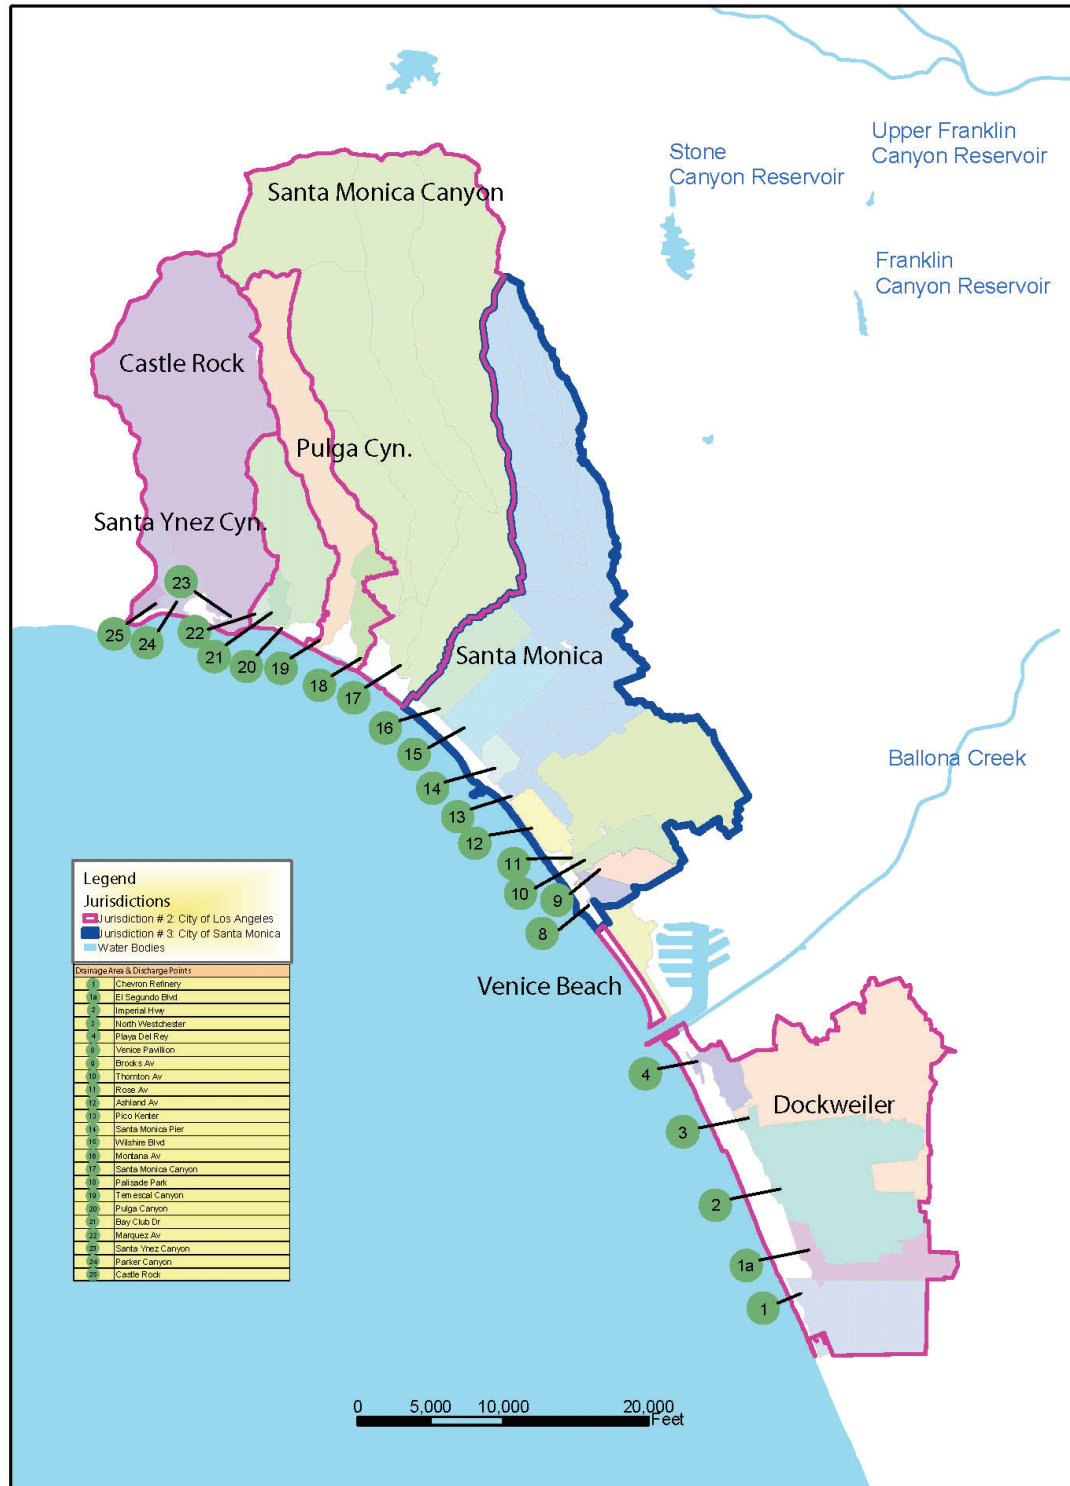 Upper Franklin
Canyon Reservoir
Stone
Canyon Reservoir
Santa Monica Canyon
Franklin
Canyon Reservoir
Castle Rock
Pulga Cyn.
Santa Ynez Cyn.
23
25
24
22
21
20
19
18
17
Santa Monica
16
15
14
13
12
11
10
9
8
Ballona Creek
Venice Beach
4
3
Dockweiler
2
1a
1
Legend
Jurisdictions
Jurisdiction # 2: City of Los Angeles
Jurisdiction # 3: City of Santa Monica
Water Bodies
Drainage Area & Discharge Points
1 Chevron Refinery
1a El Segundo Blvd
2 Imperial Hwy
3 North Westchester
4 Playa Del Rey
8 Venice Pavillion
9 Brooks Av
10 Thornton Av
11 Rose Av
12 Ashland Av
13 Pico Kenter
14 Santa Monica Pier
15 Wilshire Blvd
16 Montana Av
17 Santa Monica Canyon
18 Palisade Park
19 Temescal Canyon
20 Pulga Canyon
21 Bay Club Dr
22 Marquez Av
23 Santa Ynez Canyon
24 Parker Canyon
25 Castle Rock
0 5,000 10,000 20,000
Feet